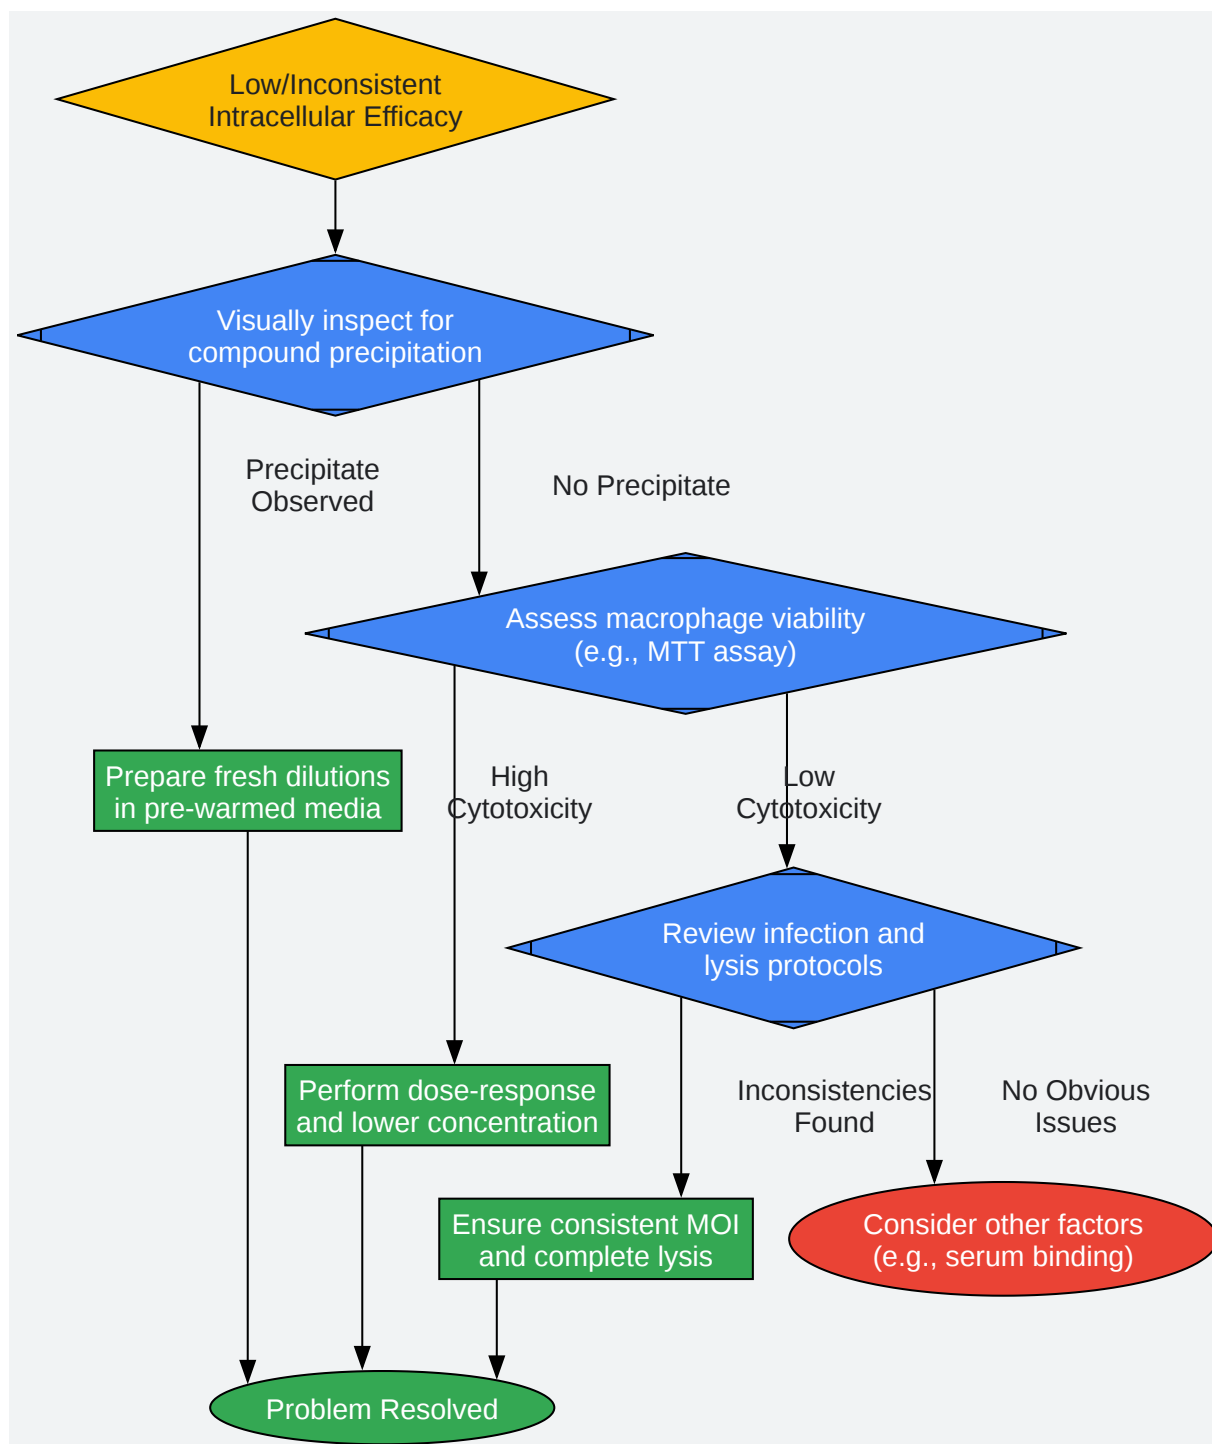 Low/Inconsistent
Intracellular Efficacy
Visually inspect for
compound precipitation
Precipitate
Observed
No Precipitate
Assess macrophage viability
(e.g., MTT assay)
Prepare fresh dilutions
in pre-warmed media
High
Cytotoxicity
Low
Cytotoxicity
Review infection and
lysis protocols
Perform dose-response
and lower concentration
Inconsistencies
Found
No Obvious
Issues
Ensure consistent MOI
and complete lysis
Consider other factors
(e.g., serum binding)
Problem Resolved